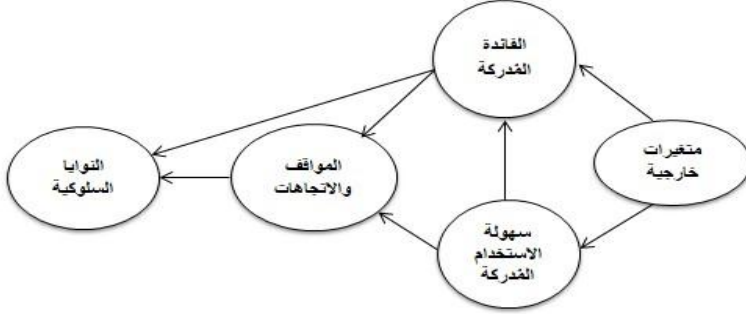 الفائدة
المُدركة
متغيرات
خارجية
المواقف
والاتجاهات
النوايا
السلوكية
سهولة
الاستخدام
المُدركة